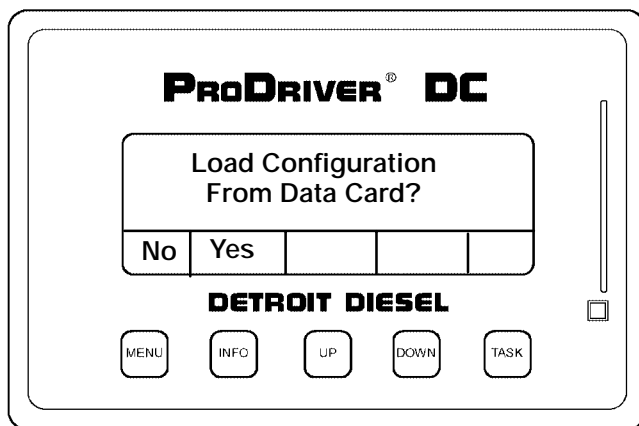 PRODRIVER® DC
Load Configuration
From Data Card?
No Yes
DETROIT DIESEL
MENU INFO UP DOWN TASK